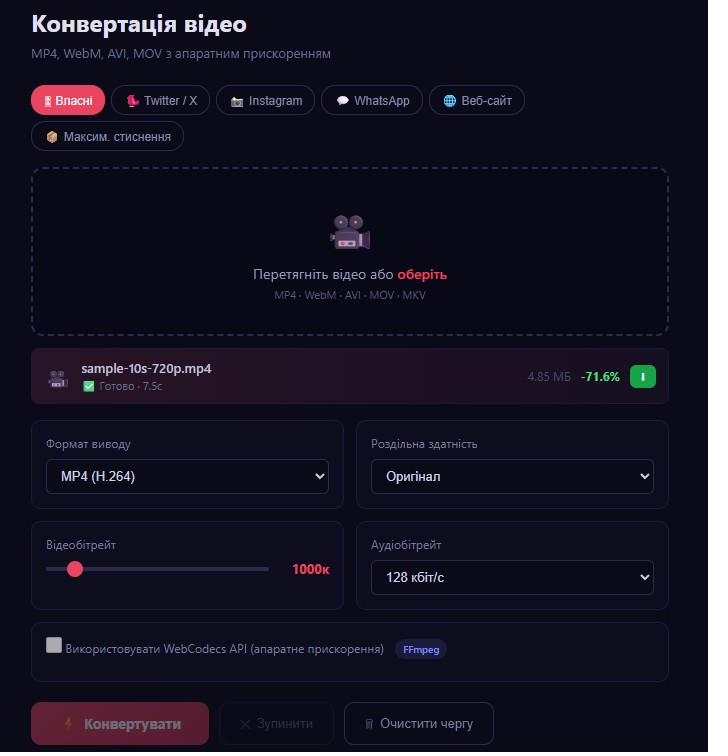 Конвертація відео
MP4, WebM, AVI, MOV з апаратним прискоренням
Власні Twitter / X Instagram WhatsApp Веб-сайт
Максим. стиснення
Перетягніть відео або оберіть
MP4 · WebM · AVI · MOV · MKV
sample-10s-720p.mp4
4.85 МБ -71.6%
Готово · 7.5с
Формат виводу
MP4 (H.264)
Роздільна здатність
Оригінал
Відеобітрейт
1000к
Аудіобітрейт
128 кбіт/с
Використовувати WebCodecs API (апаратне прискорення) FFmpeg
Конвертувати Зупинити Очистити чергу